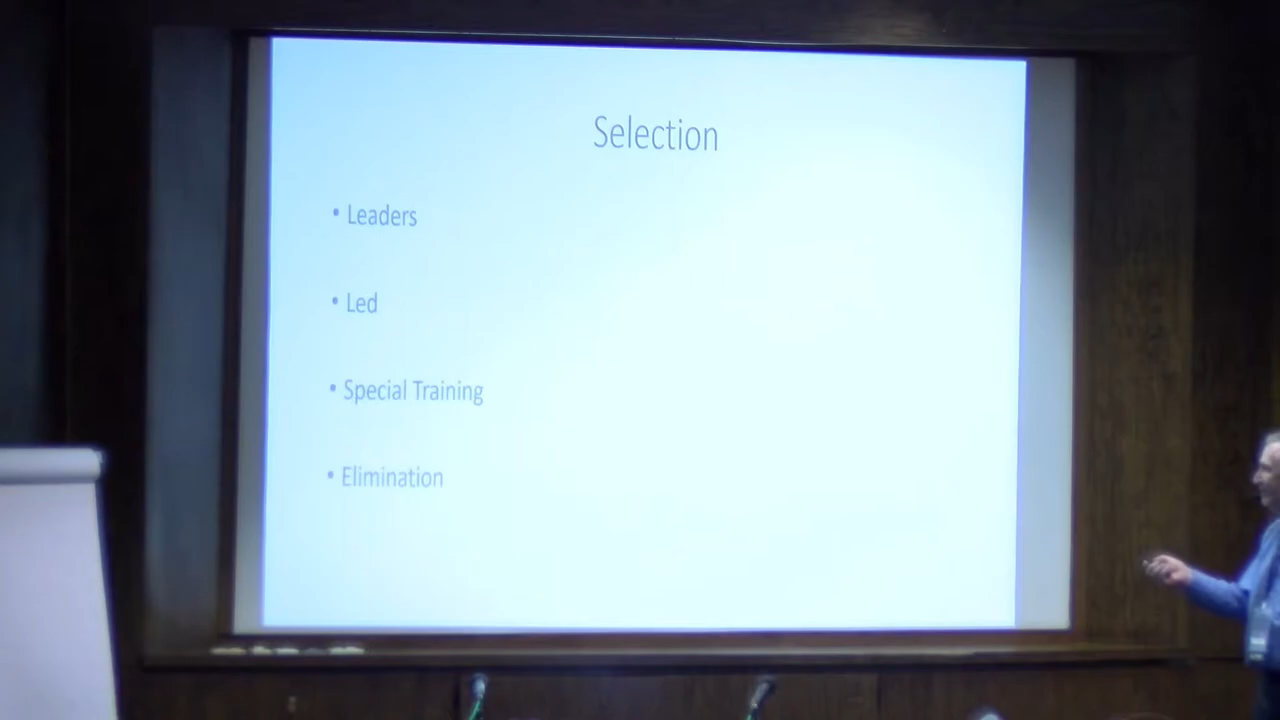 Selection
• Leaders
• Led
• Special Training
• Elimination